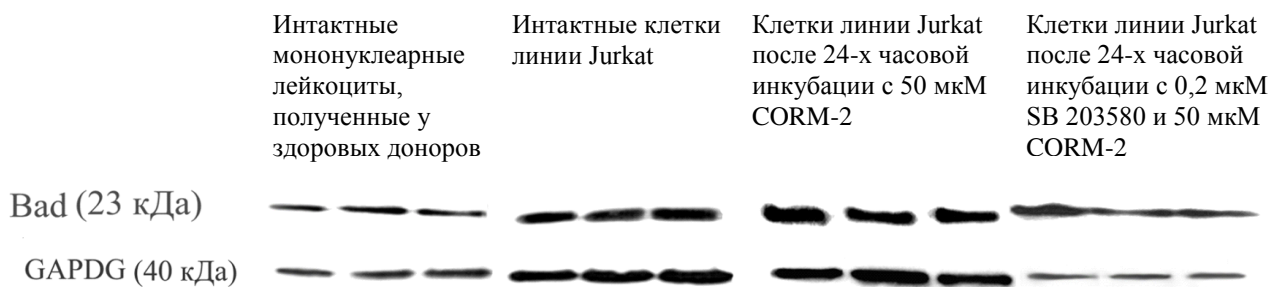 Интактные
мононуклеарные
лейкоциты,
полученные у
здоровых доноров
Интактные клетки
линии Jurkat
Клетки линии Jurkat
после 24-х часовой
инкубации с 50 мкМ
CORM-2
Клетки линии Jurkat
после 24-х часовой
инкубации с 0,2 мкМ
SB 203580 и 50 мкМ
CORM-2
Bad (23 кДа)
GAPDG (40 кДа)